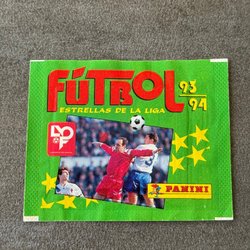 FÚTBOL 93
94
ESTRELLAS DE LA LIGA
PANINI